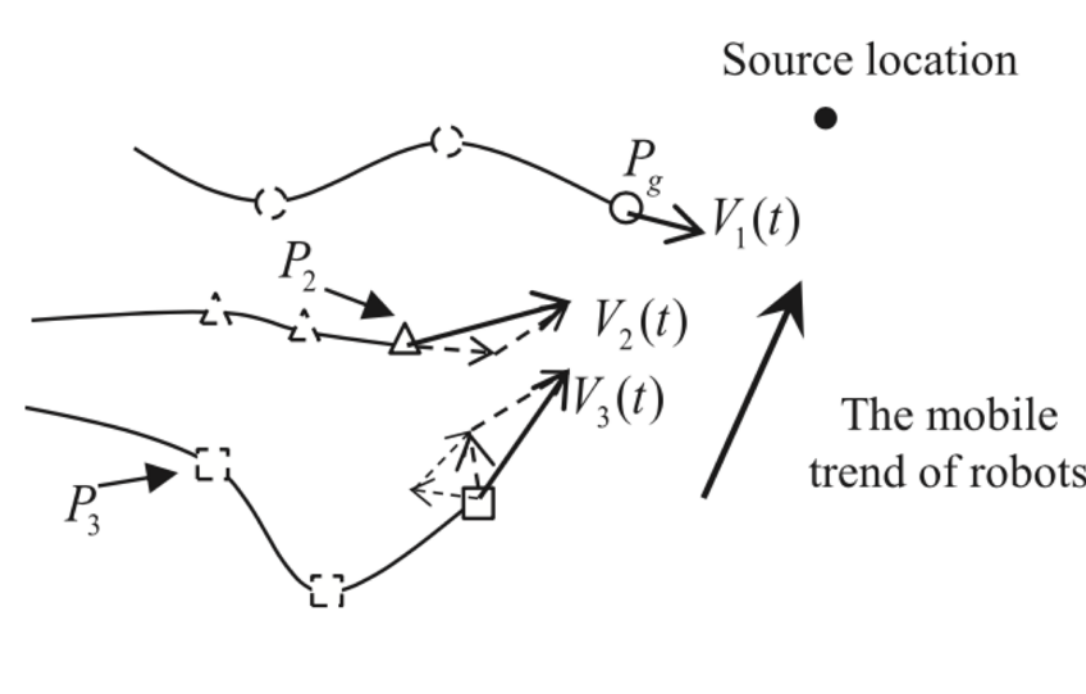 Source location
P_g
V_1(t)
P_2
V_2(t)
V_3(t)
The mobile
trend of robots
P_3